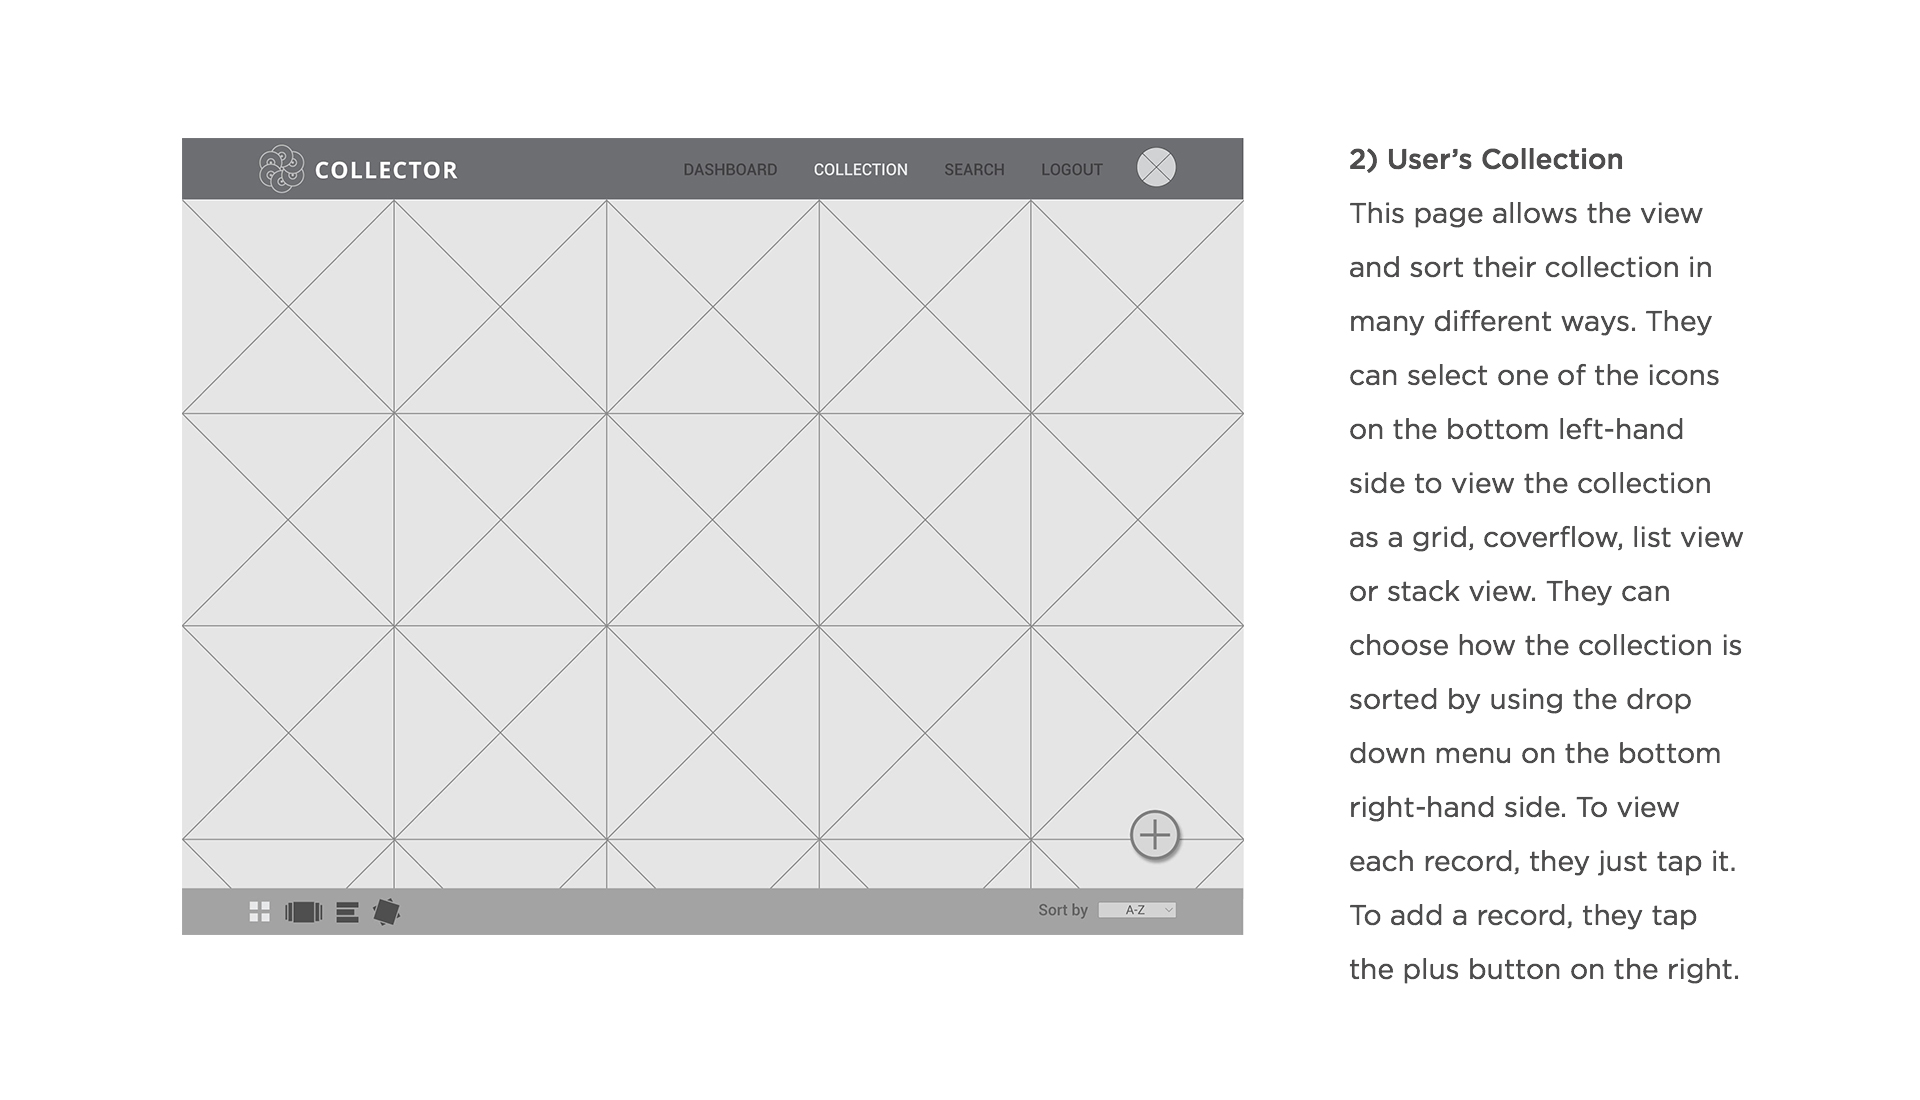 COLLECTOR
DASHBOARD COLLECTION SEARCH LOGOUT
Sort by A-Z
2) User’s Collection
This page allows the view
and sort their collection in
many different ways. They
can select one of the icons
on the bottom left-hand
side to view the collection
as a grid, coverflow, list view
or stack view. They can
choose how the collection is
sorted by using the drop
down menu on the bottom
right-hand side. To view
each record, they just tap it.
To add a record, they tap
the plus button on the right.